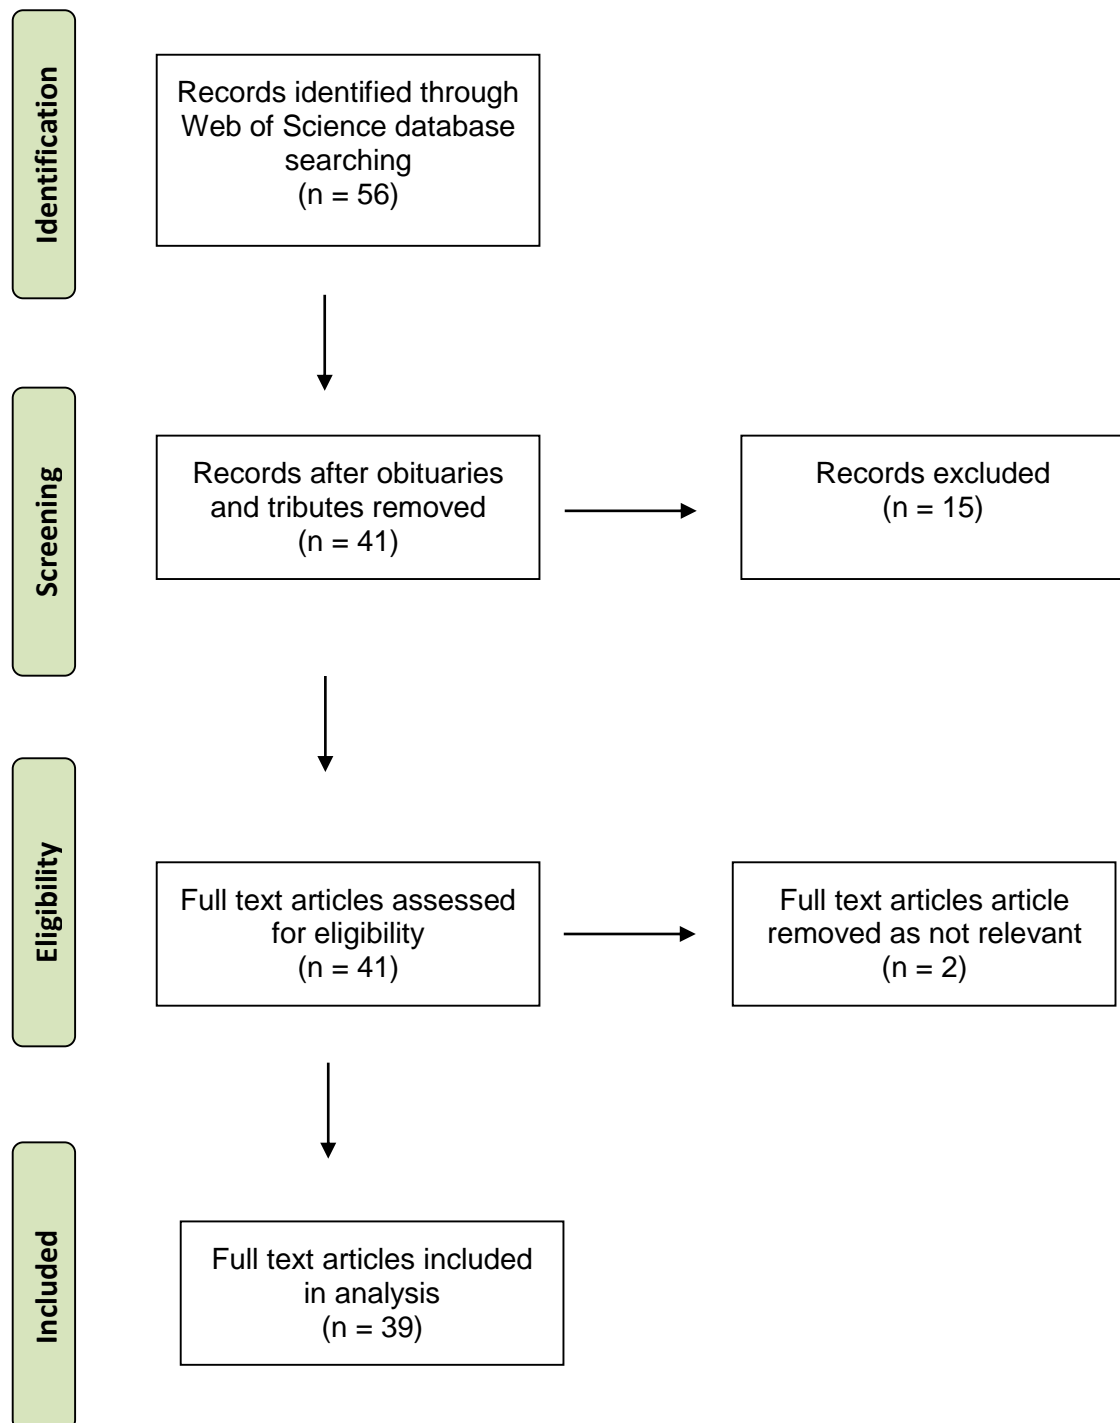 Identification
Records identified through
Web of Science database
searching
(n = 56)
Screening
Records after obituaries
and tributes removed
(n = 41)
Records excluded
(n = 15)
Eligibility
Full text articles assessed
for eligibility
(n = 41)
Full text articles article
removed as not relevant
(n = 2)
Included
Full text articles included
in analysis
(n = 39)